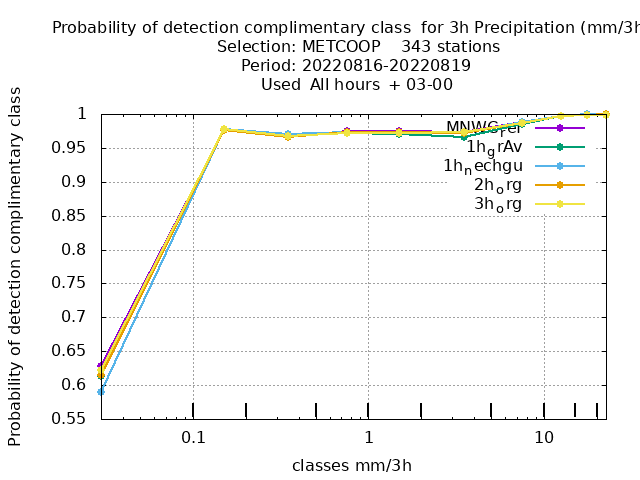 Probability of detection complimentary class  for 3h Precipitation (mm/3h
Selection: METCOOP    343 stations
Period: 20220816-20220819
Used  All hours  + 03-00
Probability of detection complimentary class
1
0.95
0.9
0.85
0.8
0.75
0.7
0.65
0.6
0.55
0.1
1
10
classes mm/3h
1hgrAv
1hnechgu
2horg
3horg